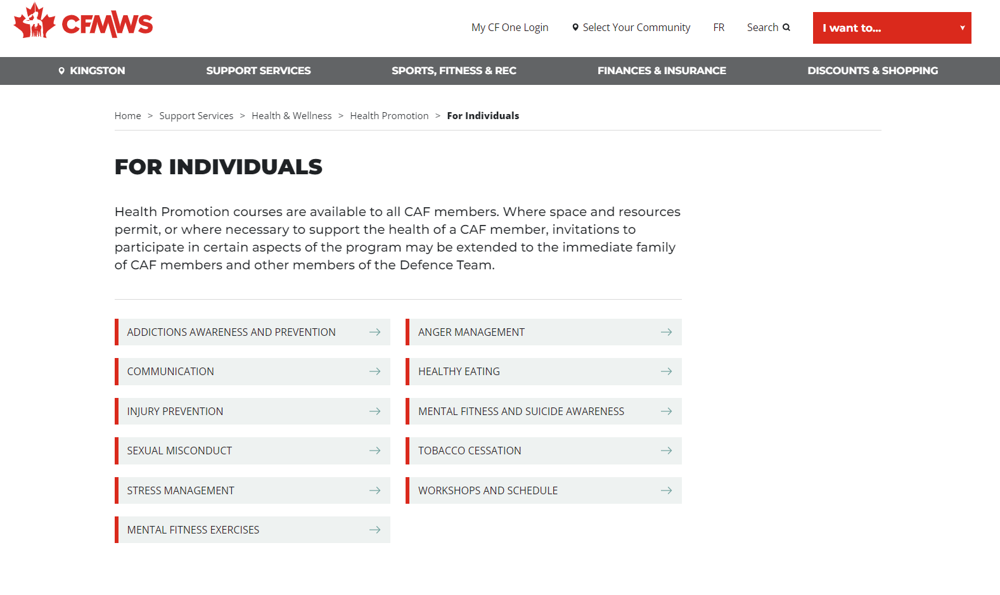 CFMWS
My CF One Login
Select Your Community
FR
Search
I want to...
KINGSTON
SUPPORT SERVICES
SPORTS, FITNESS & REC
FINANCES & INSURANCE
DISCOUNTS & SHOPPING
Home > Support Services > Health & Wellness > Health Promotion > For Individuals
FOR INDIVIDUALS
Health Promotion courses are available to all CAF members. Where space and resources
permit, or where necessary to support the health of a CAF member, invitations to
participate in certain aspects of the program may be extended to the immediate family
of CAF members and other members of the Defence Team.
ADDICTIONS AWARENESS AND PREVENTION
ANGER MANAGEMENT
COMMUNICATION
HEALTHY EATING
INJURY PREVENTION
MENTAL FITNESS AND SUICIDE AWARENESS
SEXUAL MISCONDUCT
TOBACCO CESSATION
STRESS MANAGEMENT
WORKSHOPS AND SCHEDULE
MENTAL FITNESS EXERCISES